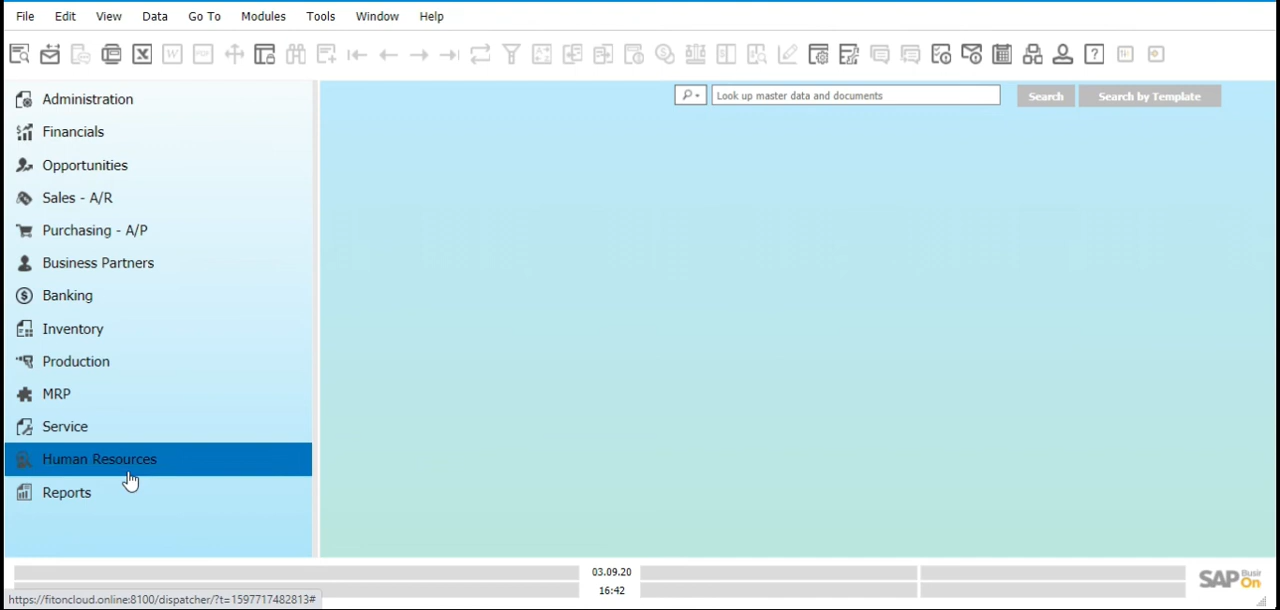 File Edit View Data Go To Modules Tools Window Help
Look up master data and documents
Search
Search by Template
Administration
Financials
Opportunities
Sales - A/R
Purchasing - A/P
Business Partners
Banking
Inventory
Production
MRP
Service
Human Resources
Reports
03.09.20
16:42
SAP Busin
On
https://fitoncloud.online:8100/dispatcher/?t=1597717482813#